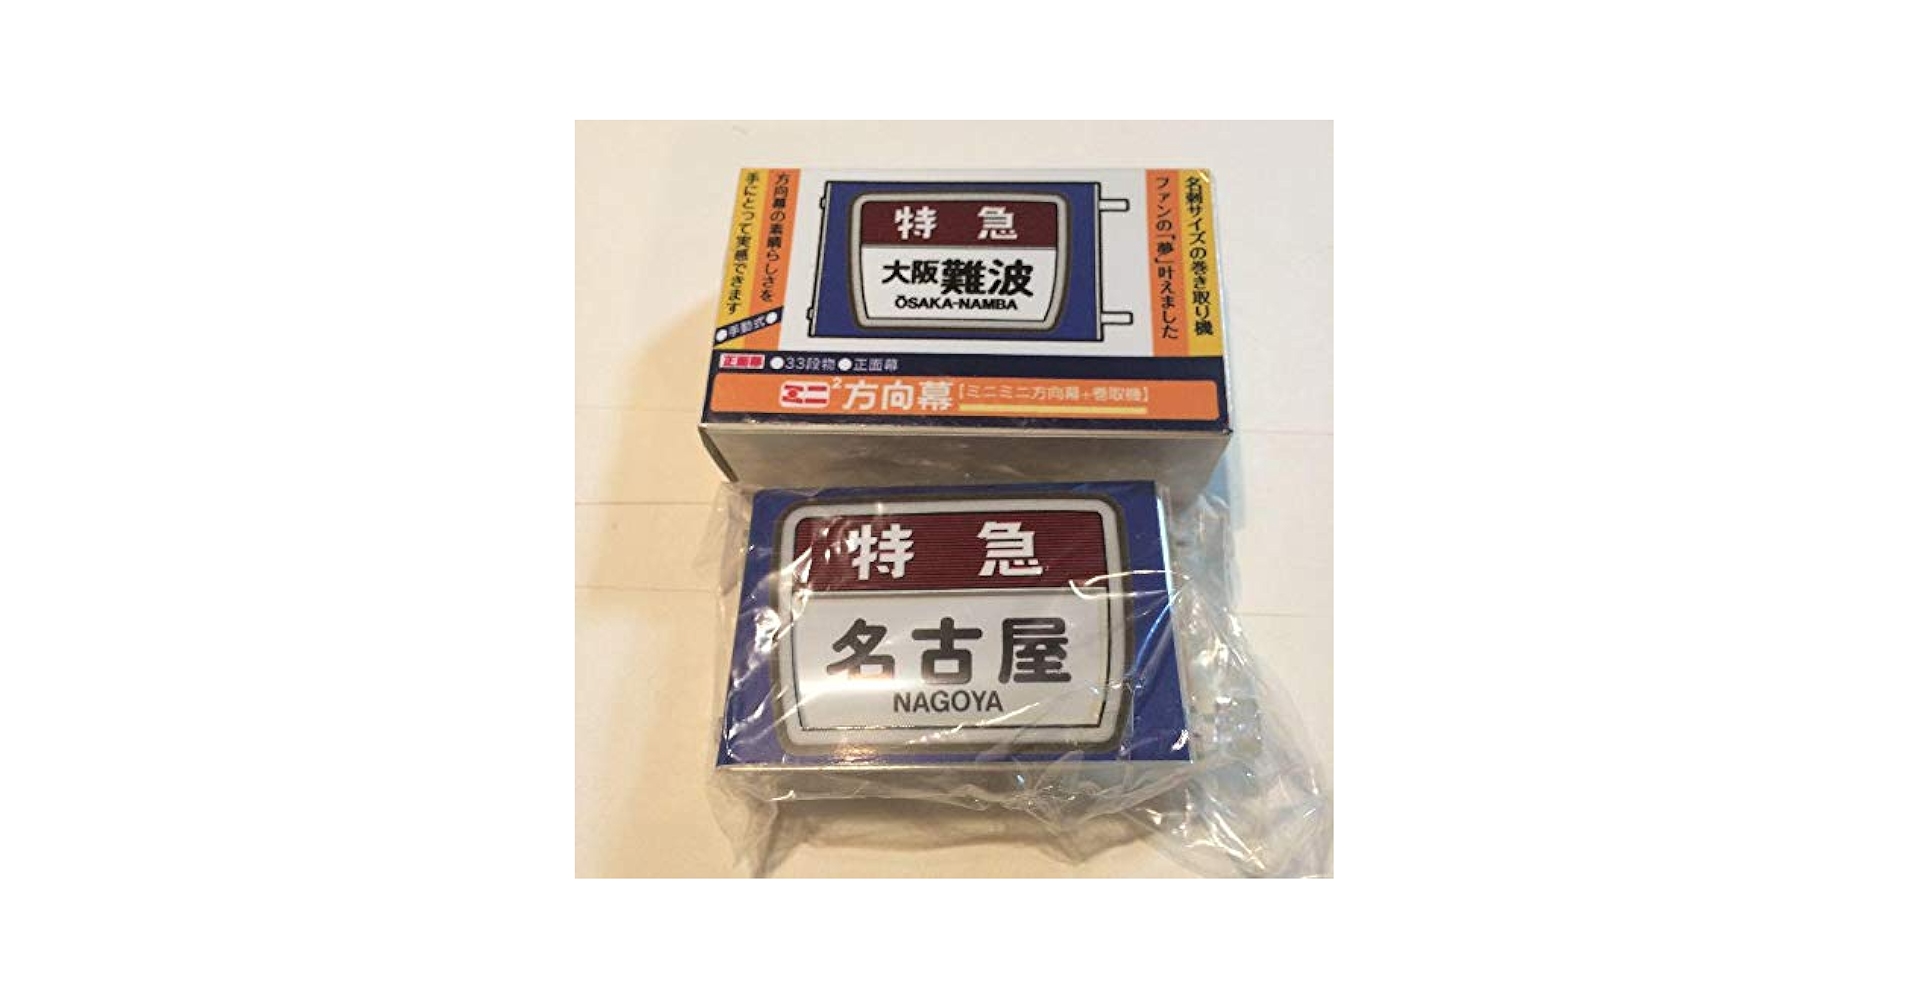 名刺サイズの巻き取り機
ファンの「夢」叶えました
特急
大阪難波
ŌSAKA-NAMBA
方向幕の素晴らしさを
手にとって実感できます
●手動式●
正面幕 ●33段物●正面幕
ミニ²方向幕【ミニミニ方向幕+巻取機】
特急
名古屋
NAGOYA